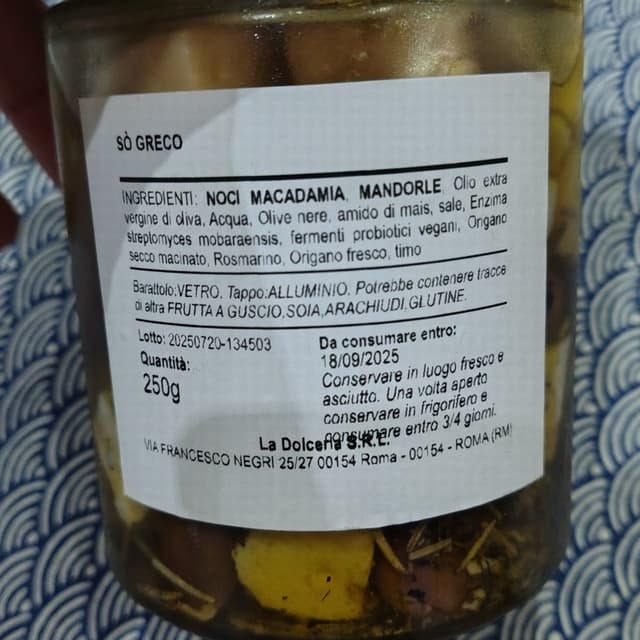 SÒ GRECO
INGREDIENTI: NOCI MACADAMIA, MANDORLE, Olio extra
vergine di oliva, Acqua, Olive nere, amido di mais, sale, Enzima
streptomyces mobaraensis, fermenti probiotici vegani, Origano
secco macinato, Rosmarino, Origano fresco, timo
Barattolo:VETRO. Tappo:ALLUMINIO. Potrebbe contenere tracce
di altra FRUTTA A GUSCIO,SOIA,ARACHIUDI,GLUTINE.
Lotto: 20250720-134503
Quantità:
250g
Da consumare entro:
18/09/2025
Conservare in luogo fresco e
asciutto. Una volta aperto
conservare in frigorifero e
consumare entro 3/4 giorni.
La Dolceria S.R.L.
VIA FRANCESCO NEGRI 25/27 00154 Roma - 00154 - ROMA (RM)